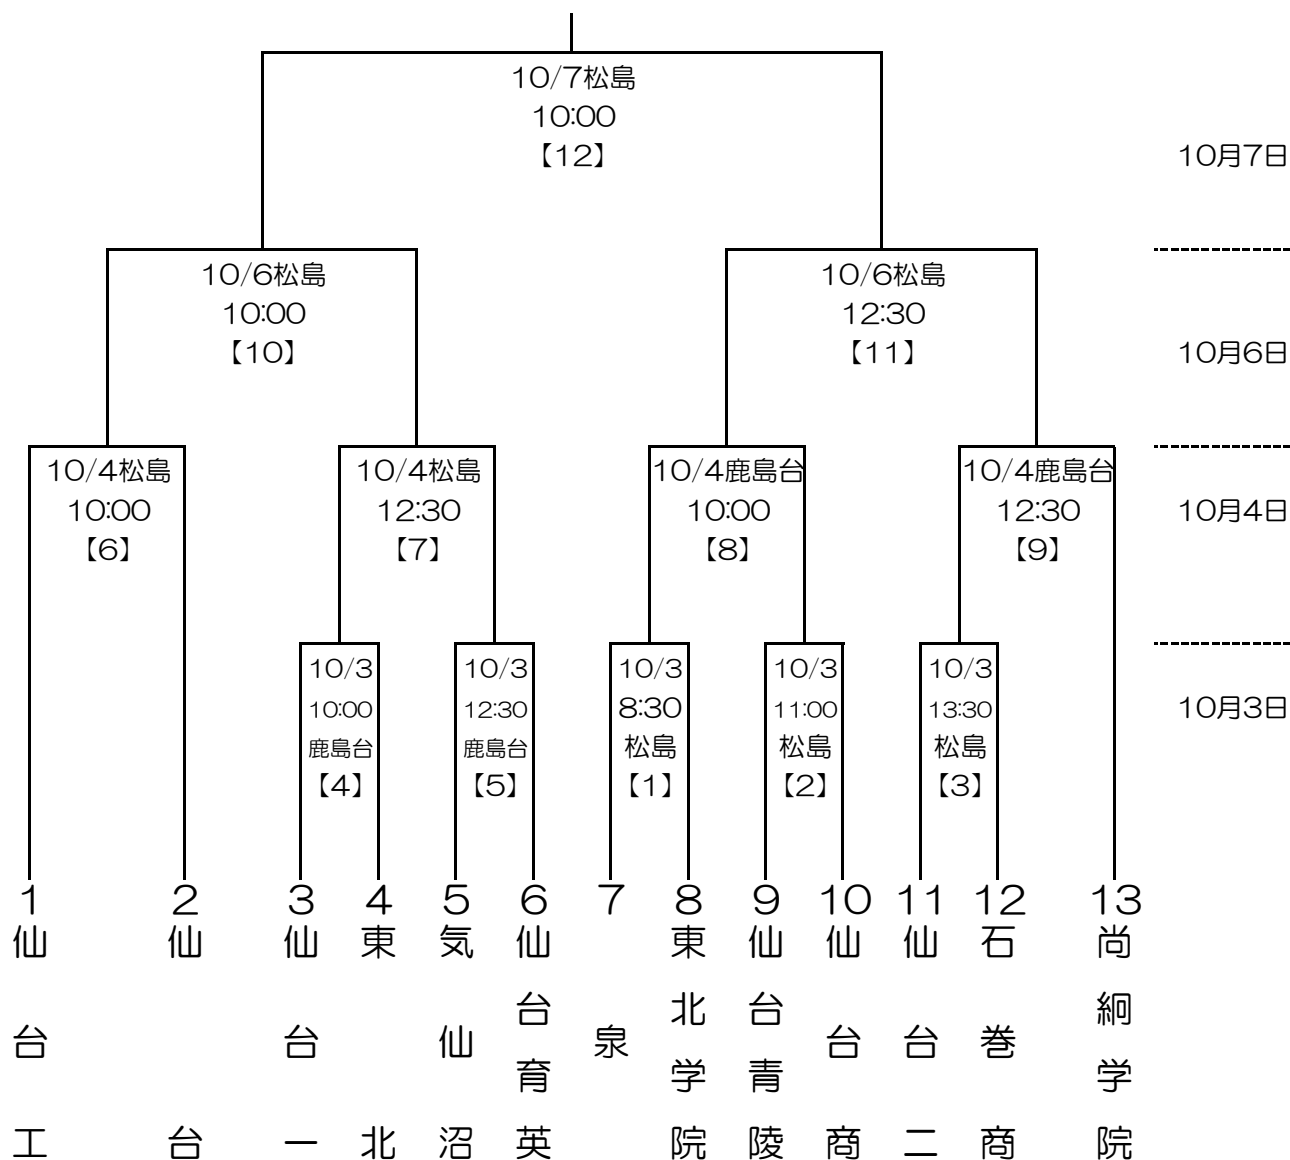 10/7松島
10:00
【12】
10月7日
10/6松島
10:00
【10】
10/6松島
12:30
【11】
10月6日
10/4松島
10:00
【6】
10/4松島
12:30
【7】
10/4鹿島台
10:00
【8】
10/4鹿島台
12:30
【9】
10月4日
10/3
10:00
鹿島台
【4】
10/3
12:30
鹿島台
【5】
10/3
8:30
松島
【1】
10/3
11:00
松島
【2】
10/3
13:30
松島
【3】
10月3日
1
仙台工
2
仙台
3
仙台一
4
東北
5
気仙沼
6
仙台育英
7
泉
8
東北学院
9
仙台青陵
10
仙台商
11
仙台二
12
石巻商
13
尚絅学院